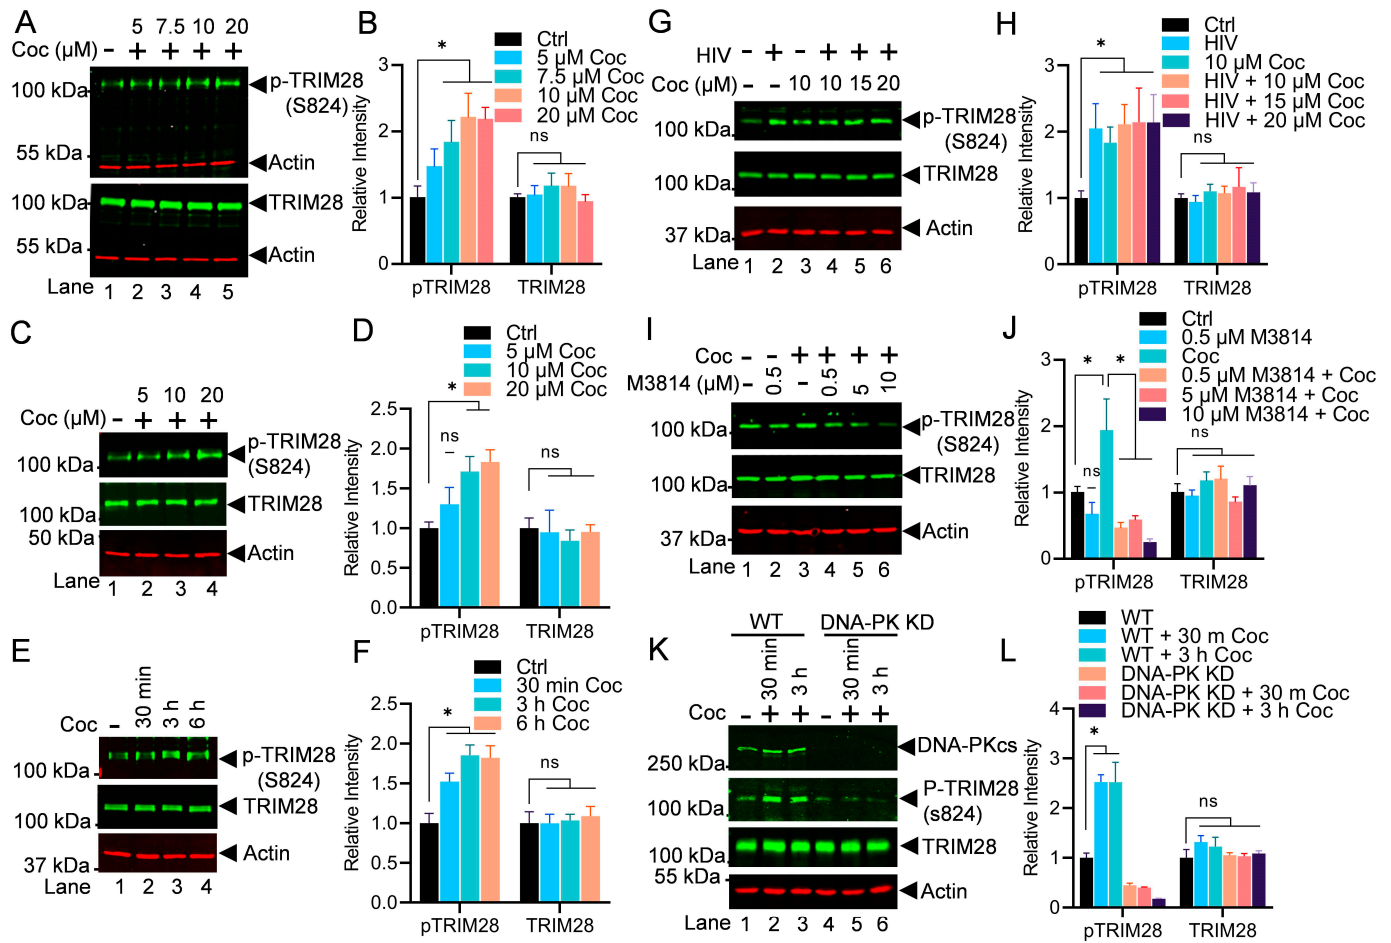 A
5 7.5 10 20
Coc (µM) – + + + +
100 kDa
p-TRIM28
(S824)
55 kDa
Actin
100 kDa
TRIM28
55 kDa
Actin
Lane 1 2 3 4 5
B
Ctrl
5 µM Coc
7.5 µM Coc
10 µM Coc
20 µM Coc
Relative Intensity
3
2
1
0
*
ns
pTRIM28 TRIM28
C
5 10 20
Coc (µM) – + + +
100 kDa
p-TRIM28
(S824)
100 kDa
TRIM28
50 kDa
Actin
Lane 1 2 3 4
D
Ctrl
5 µM Coc
10 µM Coc
20 µM Coc
Relative Intensity
2.5
2.0
1.5
1.0
0.5
0.0
*
ns
ns
pTRIM28 TRIM28
E
Coc – 30 min 3 h 6 h
100 kDa
p-TRIM28
(S824)
100 kDa
TRIM28
37 kDa
Actin
Lane 1 2 3 4
F
Ctrl
30 min Coc
3 h Coc
6 h Coc
Relative Intensity
2.5
2.0
1.5
1.0
0.5
0.0
*
ns
pTRIM28 TRIM28
G
HIV – + – + + +
Coc (µM) – – 10 10 15 20
100 kDa
p-TRIM28
(S824)
100 kDa
TRIM28
37 kDa
Actin
Lane 1 2 3 4 5 6
H
Ctrl
HIV
10 µM Coc
HIV + 10 µM Coc
HIV + 15 µM Coc
HIV + 20 µM Coc
Relative Intensity
3
2
1
0
*
ns
pTRIM28 TRIM28
I
Coc – – + + + +
M3814 (µM) – 0.5 – 0.5 5 10
100 kDa
p-TRIM28
(S824)
100 kDa
TRIM28
37 kDa
Actin
Lane 1 2 3 4 5 6
J
Ctrl
0.5 µM M3814
Coc
0.5 µM M3814 + Coc
5 µM M3814 + Coc
10 µM M3814 + Coc
Relative Intensity
3
2
1
0
* *
ns
ns
pTRIM28 TRIM28
K
WT DNA-PK KD
30 min 3 h 30 min 3 h
Coc – + + – + +
DNA-PKcs
250 kDa
P-TRIM28
(s824)
100 kDa
TRIM28
100 kDa
55 kDa
Actin
Lane 1 2 3 4 5 6
L
WT
WT + 30 m Coc
WT + 3 h Coc
DNA-PK KD
DNA-PK KD + 30 m Coc
DNA-PK KD + 3 h Coc
Relative Intensity
4
3
2
1
0
*
ns
pTRIM28 TRIM28